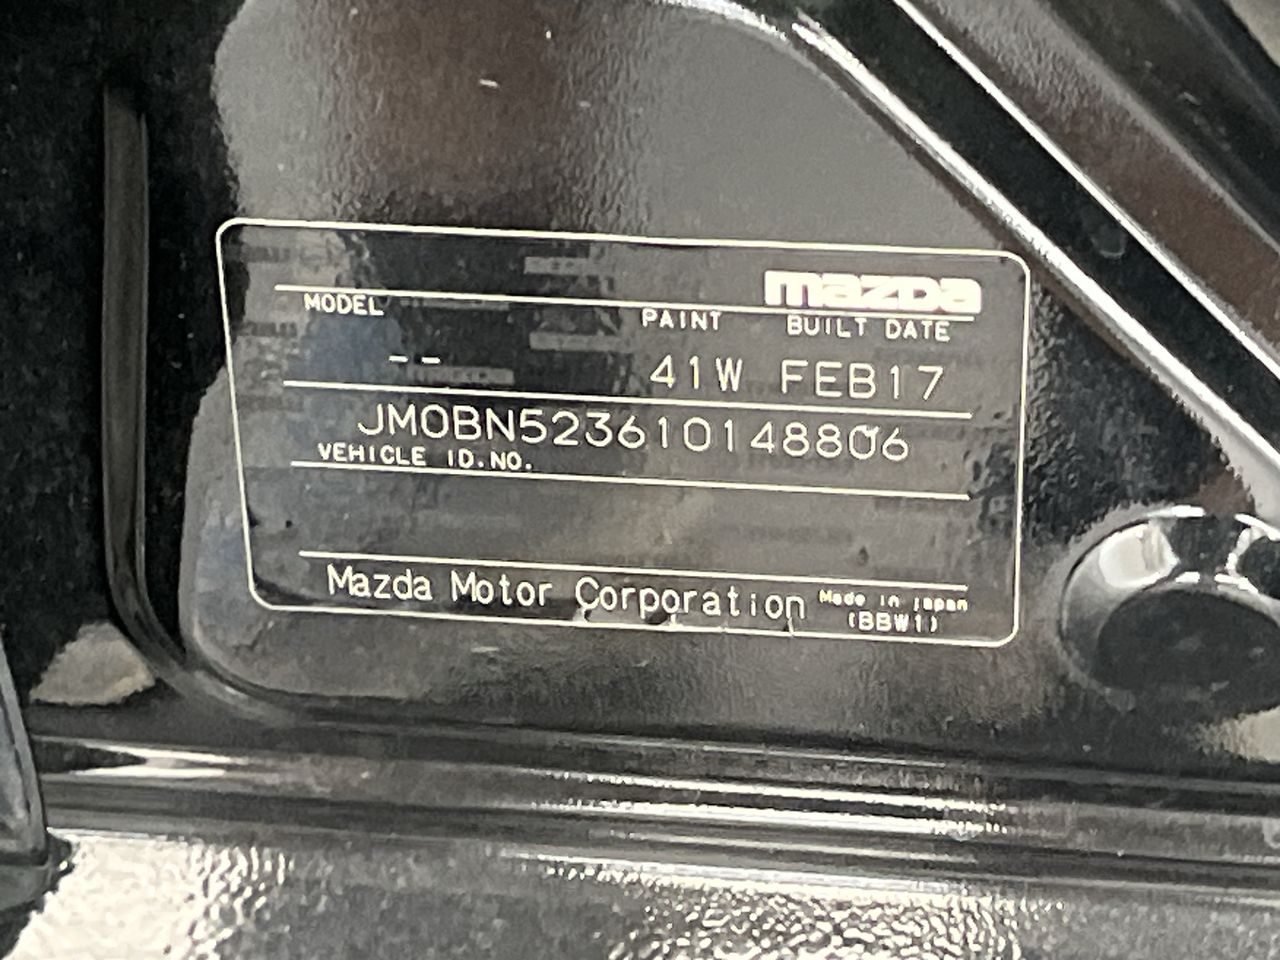 mazda
MODEL PAINT BUILT DATE
-- 41W FEB17
JM0BN523610148806
VEHICLE ID.NO.
Mazda Motor Corporation Made in Japan
(BBW1)